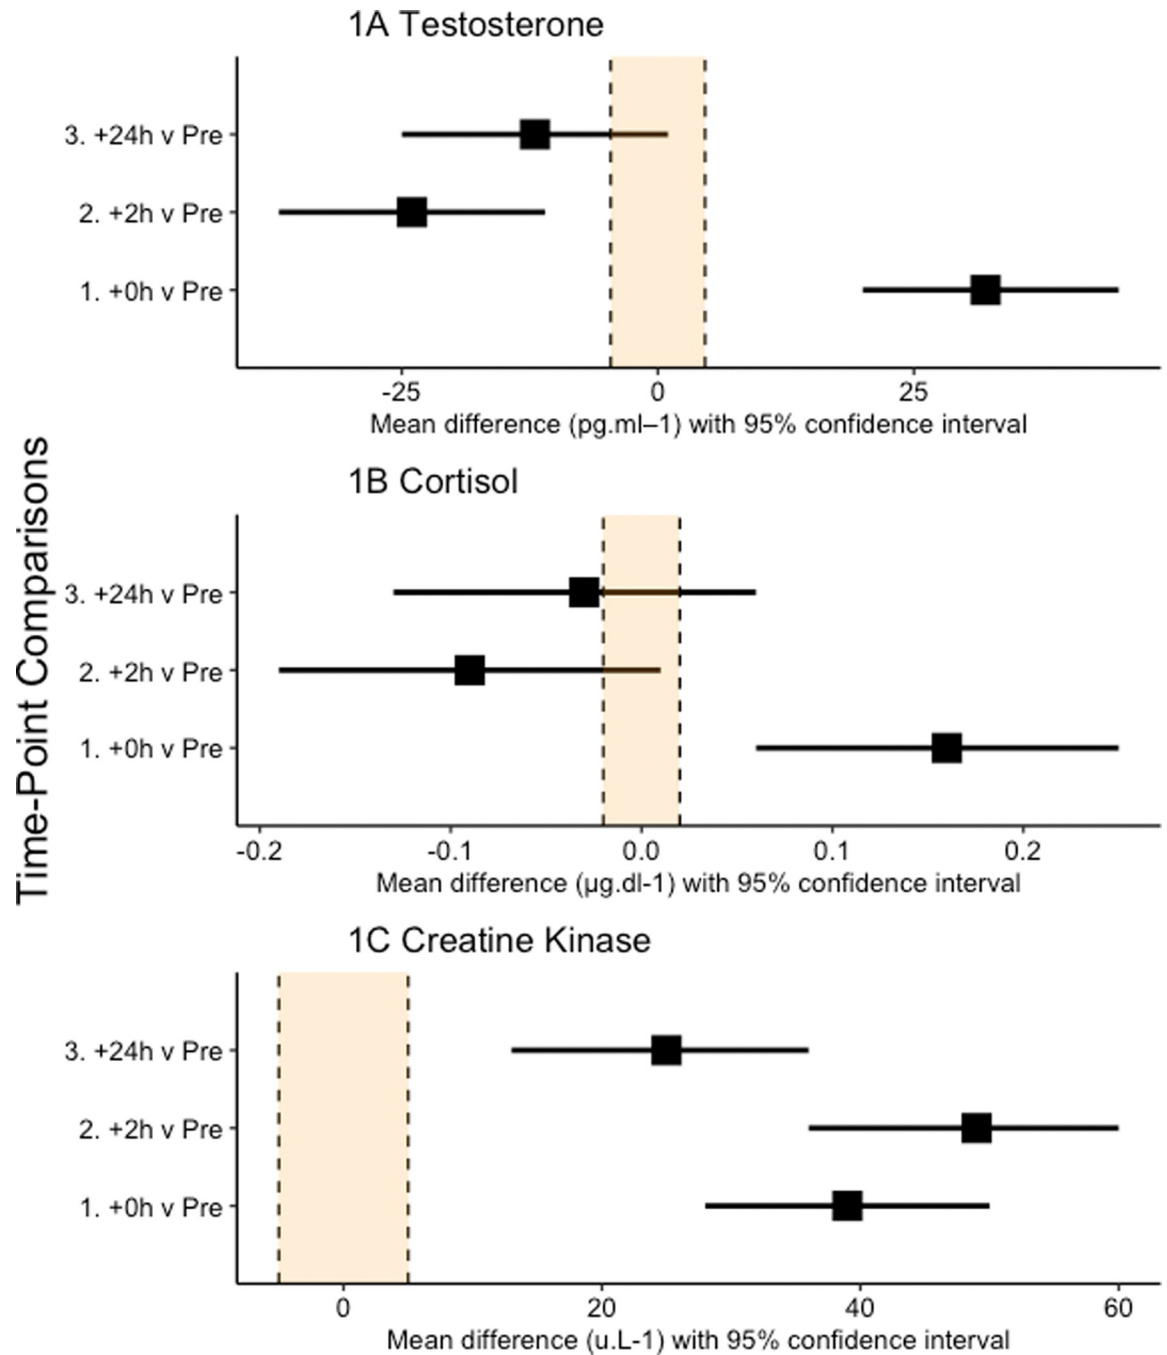 Time-Point Comparisons
1A Testosterone
3. +24h v Pre
2. +2h v Pre
1. +0h v Pre
-25 0 25
Mean difference (pg.ml–1) with 95% confidence interval
1B Cortisol
3. +24h v Pre
2. +2h v Pre
1. +0h v Pre
-0.2 -0.1 0.0 0.1 0.2
Mean difference (µg.dl-1) with 95% confidence interval
1C Creatine Kinase
3. +24h v Pre
2. +2h v Pre
1. +0h v Pre
0 20 40 60
Mean difference (u.L-1) with 95% confidence interval